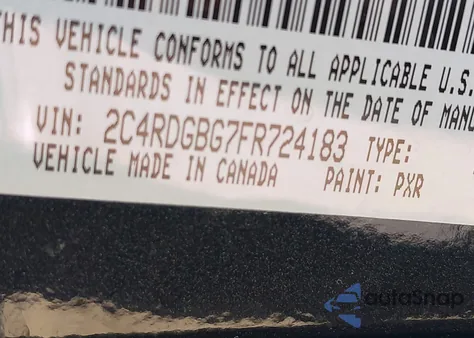 THIS VEHICLE CONFORMS TO ALL APPLICABLE U.S.
STANDARDS IN EFFECT ON THE DATE OF MANU
VIN: 2C4RDGBG7FR724183 TYPE:
VEHICLE MADE IN CANADA PAINT: PXR
autoSnap